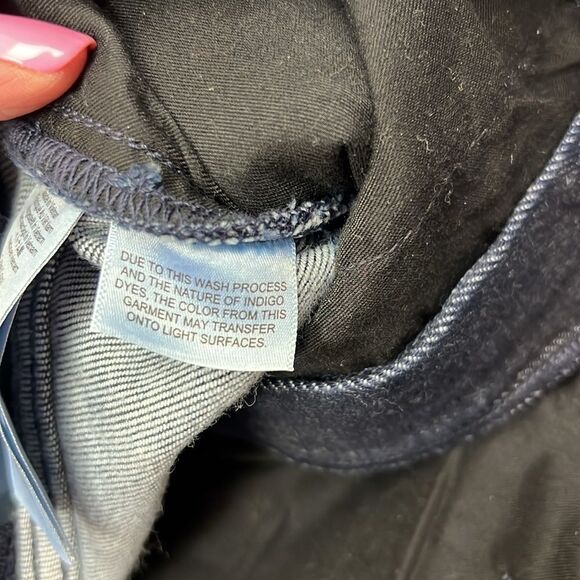 DUE TO THIS WASH PROCESS
AND THE NATURE OF INDIGO
DYES, THE COLOR FROM THIS
GARMENT MAY TRANSFER
ONTO LIGHT SURFACES.